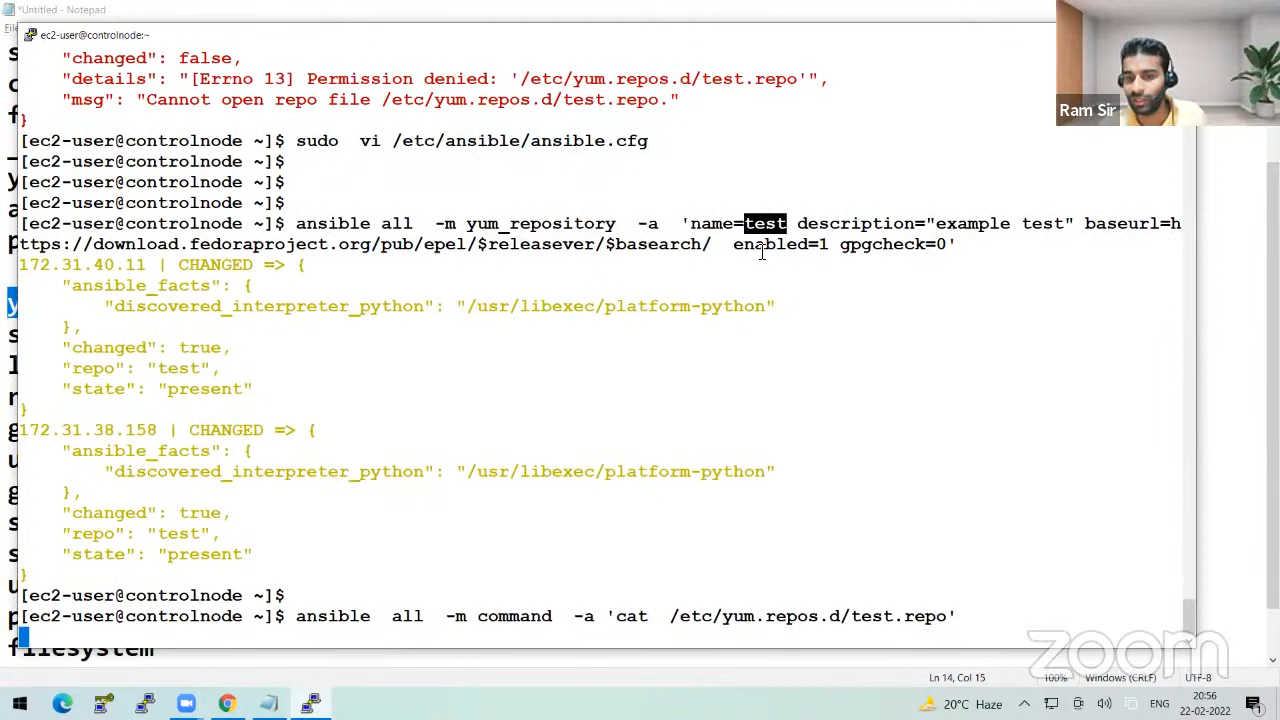 *Untitled - Notepad
ec2-user@controlnode:~
"changed": false,
"details": "[Errno 13] Permission denied: '/etc/yum.repos.d/test.repo'",
"msg": "Cannot open repo file /etc/yum.repos.d/test.repo."
}
[ec2-user@controlnode ~]$ sudo  vi /etc/ansible/ansible.cfg
[ec2-user@controlnode ~]$
[ec2-user@controlnode ~]$
[ec2-user@controlnode ~]$
[ec2-user@controlnode ~]$ ansible all  -m yum_repository  -a  'name=test description="example test" baseurl=h
ttps://download.fedoraproject.org/pub/epel/$releasever/$basearch/  enabled=1 gpgcheck=0'
172.31.40.11 | CHANGED => {
"ansible_facts": {
"discovered_interpreter_python": "/usr/libexec/platform-python"
},
"changed": true,
"repo": "test",
"state": "present"
}
172.31.38.158 | CHANGED => {
"ansible_facts": {
"discovered_interpreter_python": "/usr/libexec/platform-python"
},
"changed": true,
"repo": "test",
"state": "present"
}
[ec2-user@controlnode ~]$
[ec2-user@controlnode ~]$ ansible  all  -m command  -a 'cat  /etc/yum.repos.d/test.repo'
filesystem
Ram Sir
zoom
Ln 14, Col 15 100% Windows (CRLF) UTF-8
20°C Haze ENG 20:56
22-02-2022